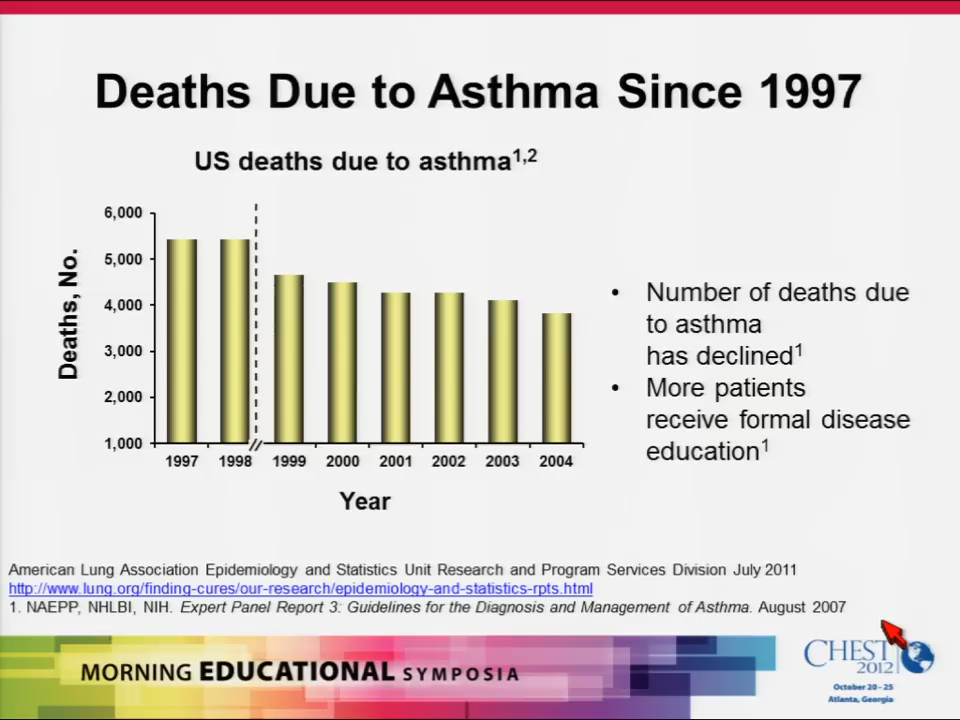 Deaths Due to Asthma Since 1997
US deaths due to asthma1,2
6,000
5,000
4,000
3,000
2,000
1,000
Deaths, No.
1997 1998 1999 2000 2001 2002 2003 2004
Year
• Number of deaths due
to asthma
has declined1
• More patients
receive formal disease
education1
American Lung Association Epidemiology and Statistics Unit Research and Program Services Division July 2011
http://www.lung.org/finding-cures/our-research/epidemiology-and-statistics-rpts.html
1. NAEPP, NHLBI, NIH. Expert Panel Report 3: Guidelines for the Diagnosis and Management of Asthma. August 2007
MORNING EDUCATIONAL SYMPOSIA
CHEST
2012
October 20 - 25
Atlanta, Georgia